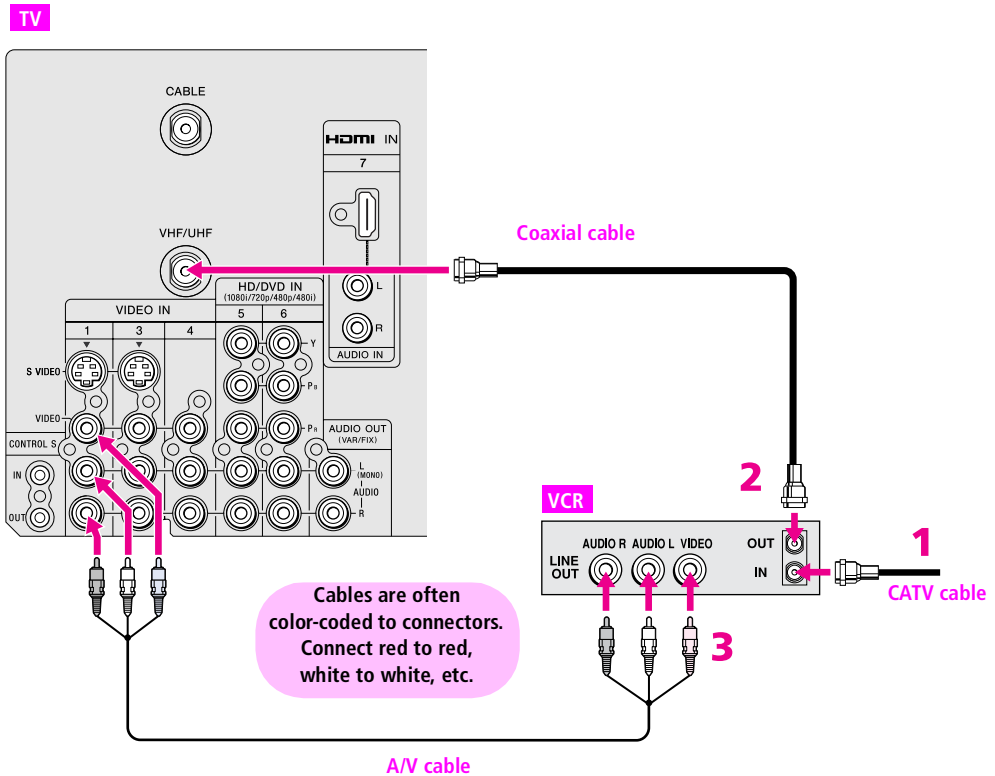 TV
CABLE
HDMI IN
7
VHF/UHF
Coaxial cable
L
R
AUDIO IN
HD/DVD IN
(1080i/720p/480p/480i)
5 6
VIDEO IN
1 3 4
Y
S VIDEO
PB
VIDEO
PR
AUDIO OUT
(VAR/FIX)
CONTROL S
IN
L
(MONO)
AUDIO
R
OUT
2
VCR
1
AUDIO R AUDIO L VIDEO
OUT
LINE
OUT
IN
CATV cable
Cables are often
color-coded to connectors.
Connect red to red,
white to white, etc.
3
A/V cable